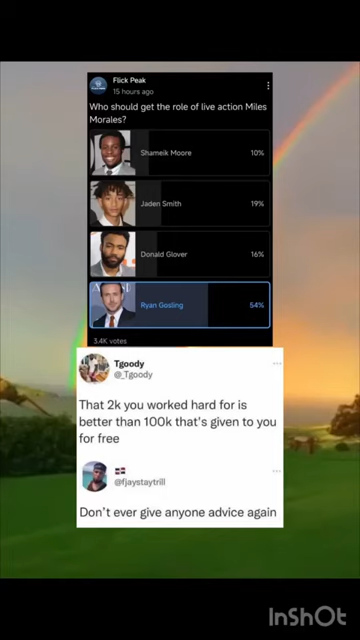 Flick Peak
15 hours ago
Who should get the role of live action Miles
Morales?
Shameik Moore 10%
Jaden Smith 19%
Donald Glover 16%
Ryan Gosling 54%
3.4K votes
Tgoody
@_Tgoody
That 2k you worked hard for is
better than 100k that's given to you
for free
@fjaystaytrill
Don't ever give anyone advice again
InShOt